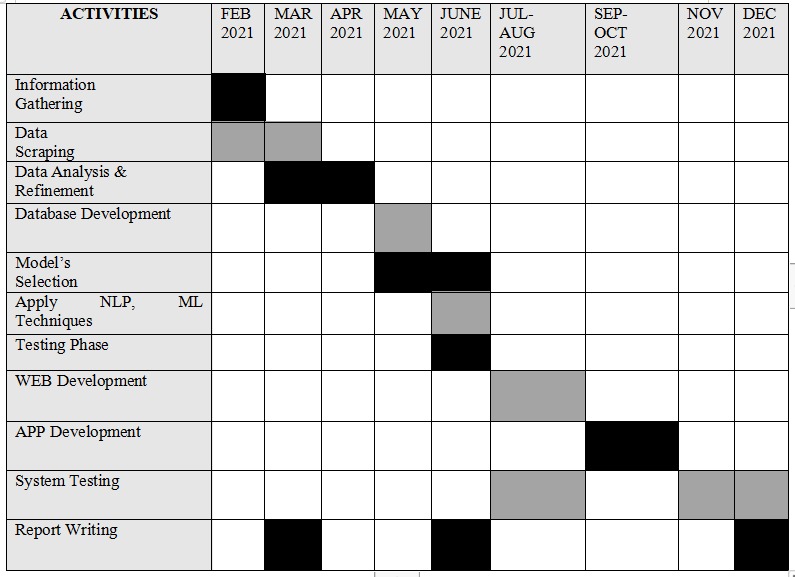 ACTIVITIES
FEB
2021
MAR
2021
APR
2021
MAY
2021
JUNE
2021
JUL-
AUG
2021
SEP-
OCT
2021
NOV
2021
DEC
2021
Information
Gathering
Data
Scraping
Data Analysis &
Refinement
Database Development
Model’s
Selection
Apply NLP, ML
Techniques
Testing Phase
WEB Development
APP Development
System Testing
Report Writing